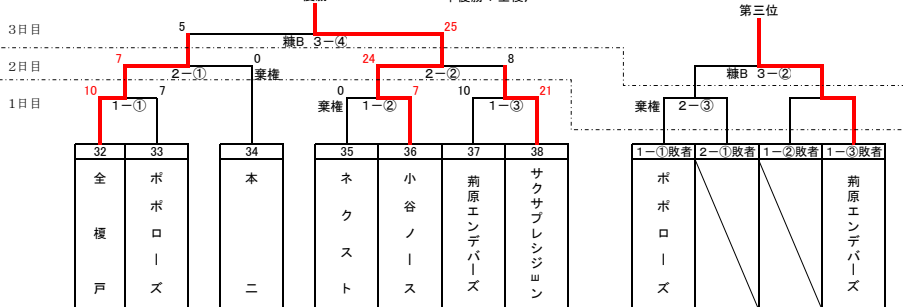 第三位
5 25
3日目
糠B 3－④
7 0 24 8
2日目
2－① 棄権 2－② 糠B 3－②
10 7 0 7 10 21
1日目
1－① 棄権 1－② 1－③ 棄権 2－③
32 33 34 35 36 37 38 1－①敗者 2－①敗者 1－②敗者 1－③敗者
全榎戸
ポポローズ
本二
ネクスト
小谷ノース
荊原エンデバーズ
サクサプレシジョン
ポポローズ
荊原エンデバーズ